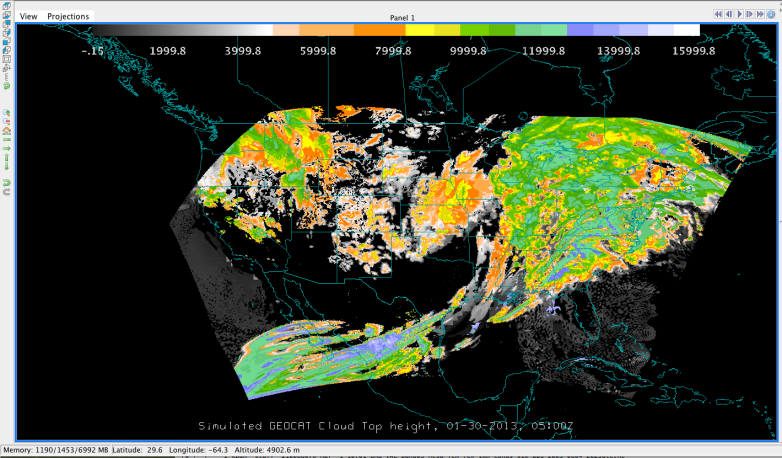 View Projections
Panel 1
-.15 1999.8 3999.8 5999.8 7999.8 9999.8 11999.8 13999.8 15999.8
Simulated GEOCAT Cloud Top height, 01-30-2013, 05:00Z
Memory: 1190/1453/6992 MB Latitude: 29.6 Longitude: -64.3 Altitude: 4902.6 m